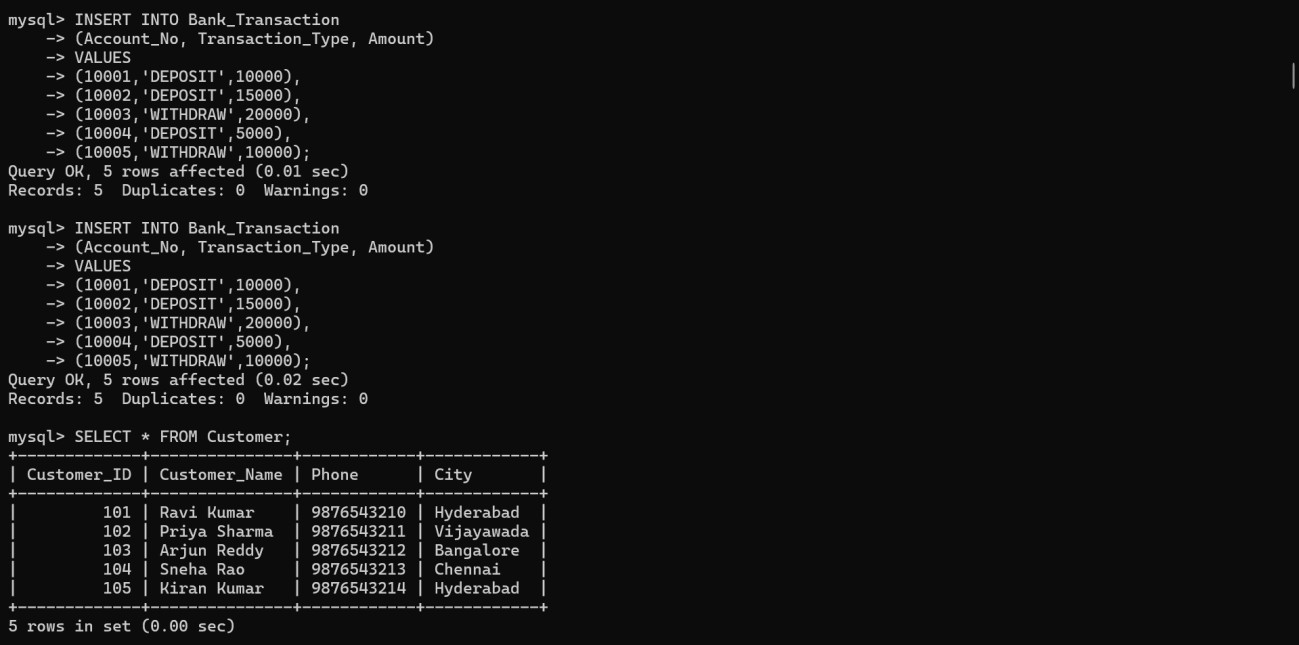 mysql> INSERT INTO Bank_Transaction
    -> (Account_No, Transaction_Type, Amount)
    -> VALUES
    -> (10001,'DEPOSIT',10000),
    -> (10002,'DEPOSIT',15000),
    -> (10003,'WITHDRAW',20000),
    -> (10004,'DEPOSIT',5000),
    -> (10005,'WITHDRAW',10000);
Query OK, 5 rows affected (0.01 sec)
Records: 5  Duplicates: 0  Warnings: 0

mysql> INSERT INTO Bank_Transaction
    -> (Account_No, Transaction_Type, Amount)
    -> VALUES
    -> (10001,'DEPOSIT',10000),
    -> (10002,'DEPOSIT',15000),
    -> (10003,'WITHDRAW',20000),
    -> (10004,'DEPOSIT',5000),
    -> (10005,'WITHDRAW',10000);
Query OK, 5 rows affected (0.02 sec)
Records: 5  Duplicates: 0  Warnings: 0

mysql> SELECT * FROM Customer;
+-------------+---------------+------------+------------+
| Customer_ID | Customer_Name | Phone      | City       |
+-------------+---------------+------------+------------+
|         101 | Ravi Kumar    | 9876543210 | Hyderabad  |
|         102 | Priya Sharma  | 9876543211 | Vijayawada |
|         103 | Arjun Reddy   | 9876543212 | Bangalore  |
|         104 | Sneha Rao     | 9876543213 | Chennai    |
|         105 | Kiran Kumar   | 9876543214 | Hyderabad  |
+-------------+---------------+------------+------------+
5 rows in set (0.00 sec)